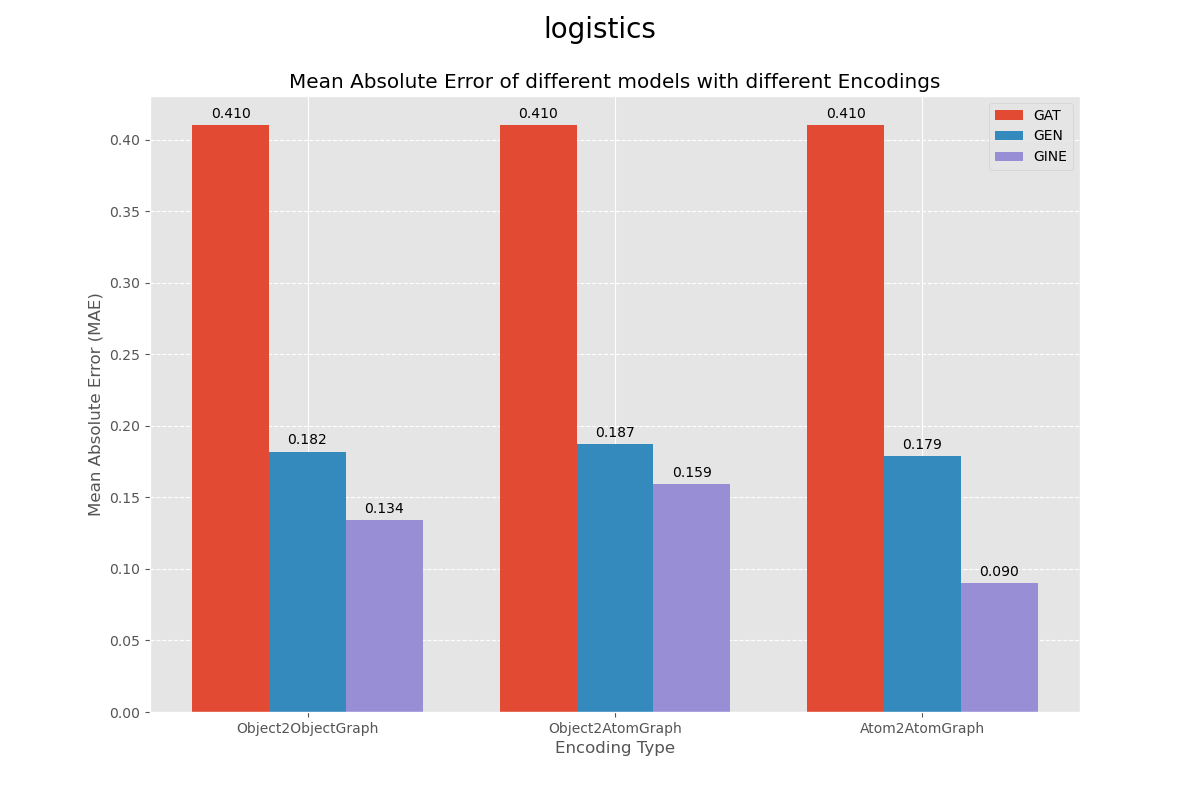 logistics
Mean Absolute Error of different models with different Encodings
0.410
0.410
0.410
GAT
GEN
GINE
0.40
0.35
0.30
0.25
0.20
0.15
0.10
0.05
0.00
Mean Absolute Error (MAE)
0.182
0.134
0.187
0.159
0.179
0.090
Object2ObjectGraph
Object2AtomGraph
Atom2AtomGraph
Encoding Type